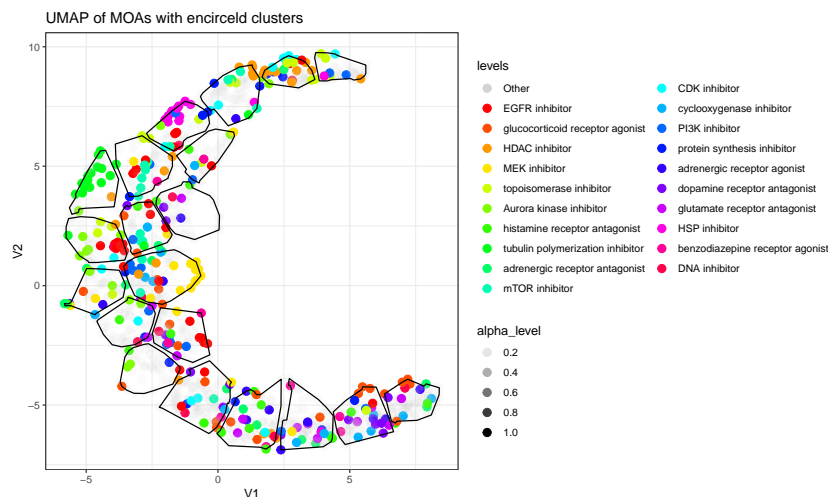 UMAP of MOAs with encirceld clusters
10
5
0
−5
V2
−5
0
5
V1
levels
Other
EGFR inhibitor
glucocorticoid receptor agonist
HDAC inhibitor
MEK inhibitor
topoisomerase inhibitor
Aurora kinase inhibitor
histamine receptor antagonist
tubulin polymerization inhibitor
adrenergic receptor antagonist
mTOR inhibitor
CDK inhibitor
cyclooxygenase inhibitor
PI3K inhibitor
protein synthesis inhibitor
adrenergic receptor agonist
dopamine receptor antagonist
glutamate receptor antagonist
HSP inhibitor
benzodiazepine receptor agonist
DNA inhibitor
alpha_level
0.2
0.4
0.6
0.8
1.0